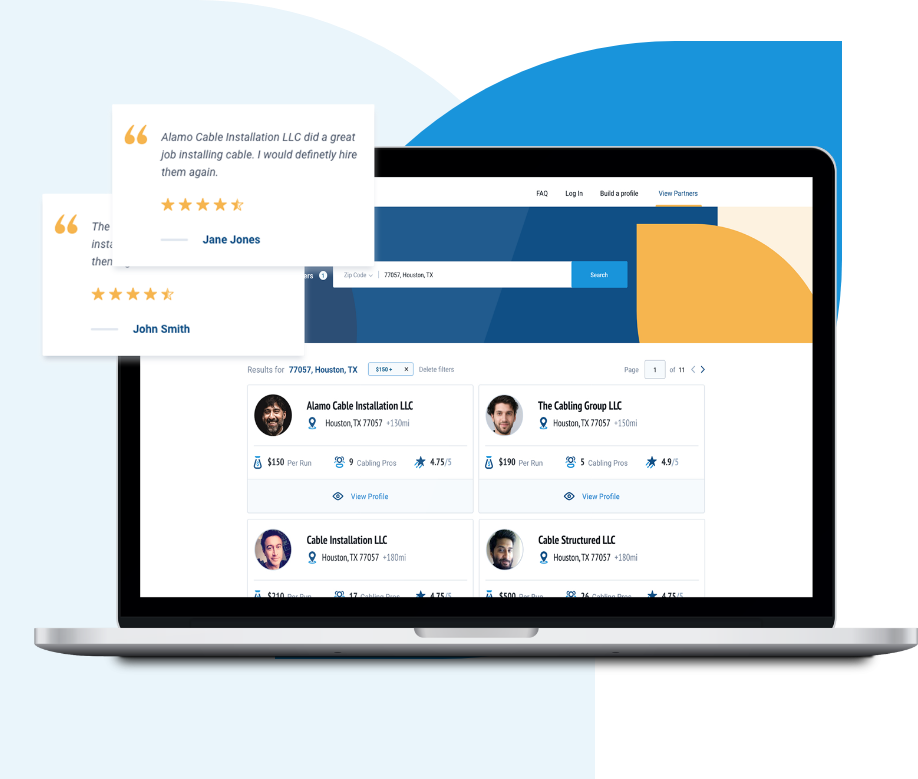 Alamo Cable Installation LLC did a great
job installing cable. I would definetly hire
them again.
Jane Jones
The
insta
then
John Smith
FAQ Log In Build a profile View Partners
ers 1 Zip Code 77057, Houston, TX Search
Results for 77057, Houston, TX $150 + X Delete filters Page 1 of 11
Alamo Cable Installation LLC
Houston, TX 77057 +130mi
$150 Per Run 9 Cabling Pros 4.75/5
View Profile
The Cabling Group LLC
Houston, TX 77057 +150mi
$190 Per Run 5 Cabling Pros 4.9/5
View Profile
Cable Installation LLC
Houston, TX 77057 +180mi
$210 Per Run 17 Cabling Pros 4.75/5
Cable Structured LLC
Houston, TX 77057 +180mi
$500 Per Run 26 Cabling Pros 4.75/5